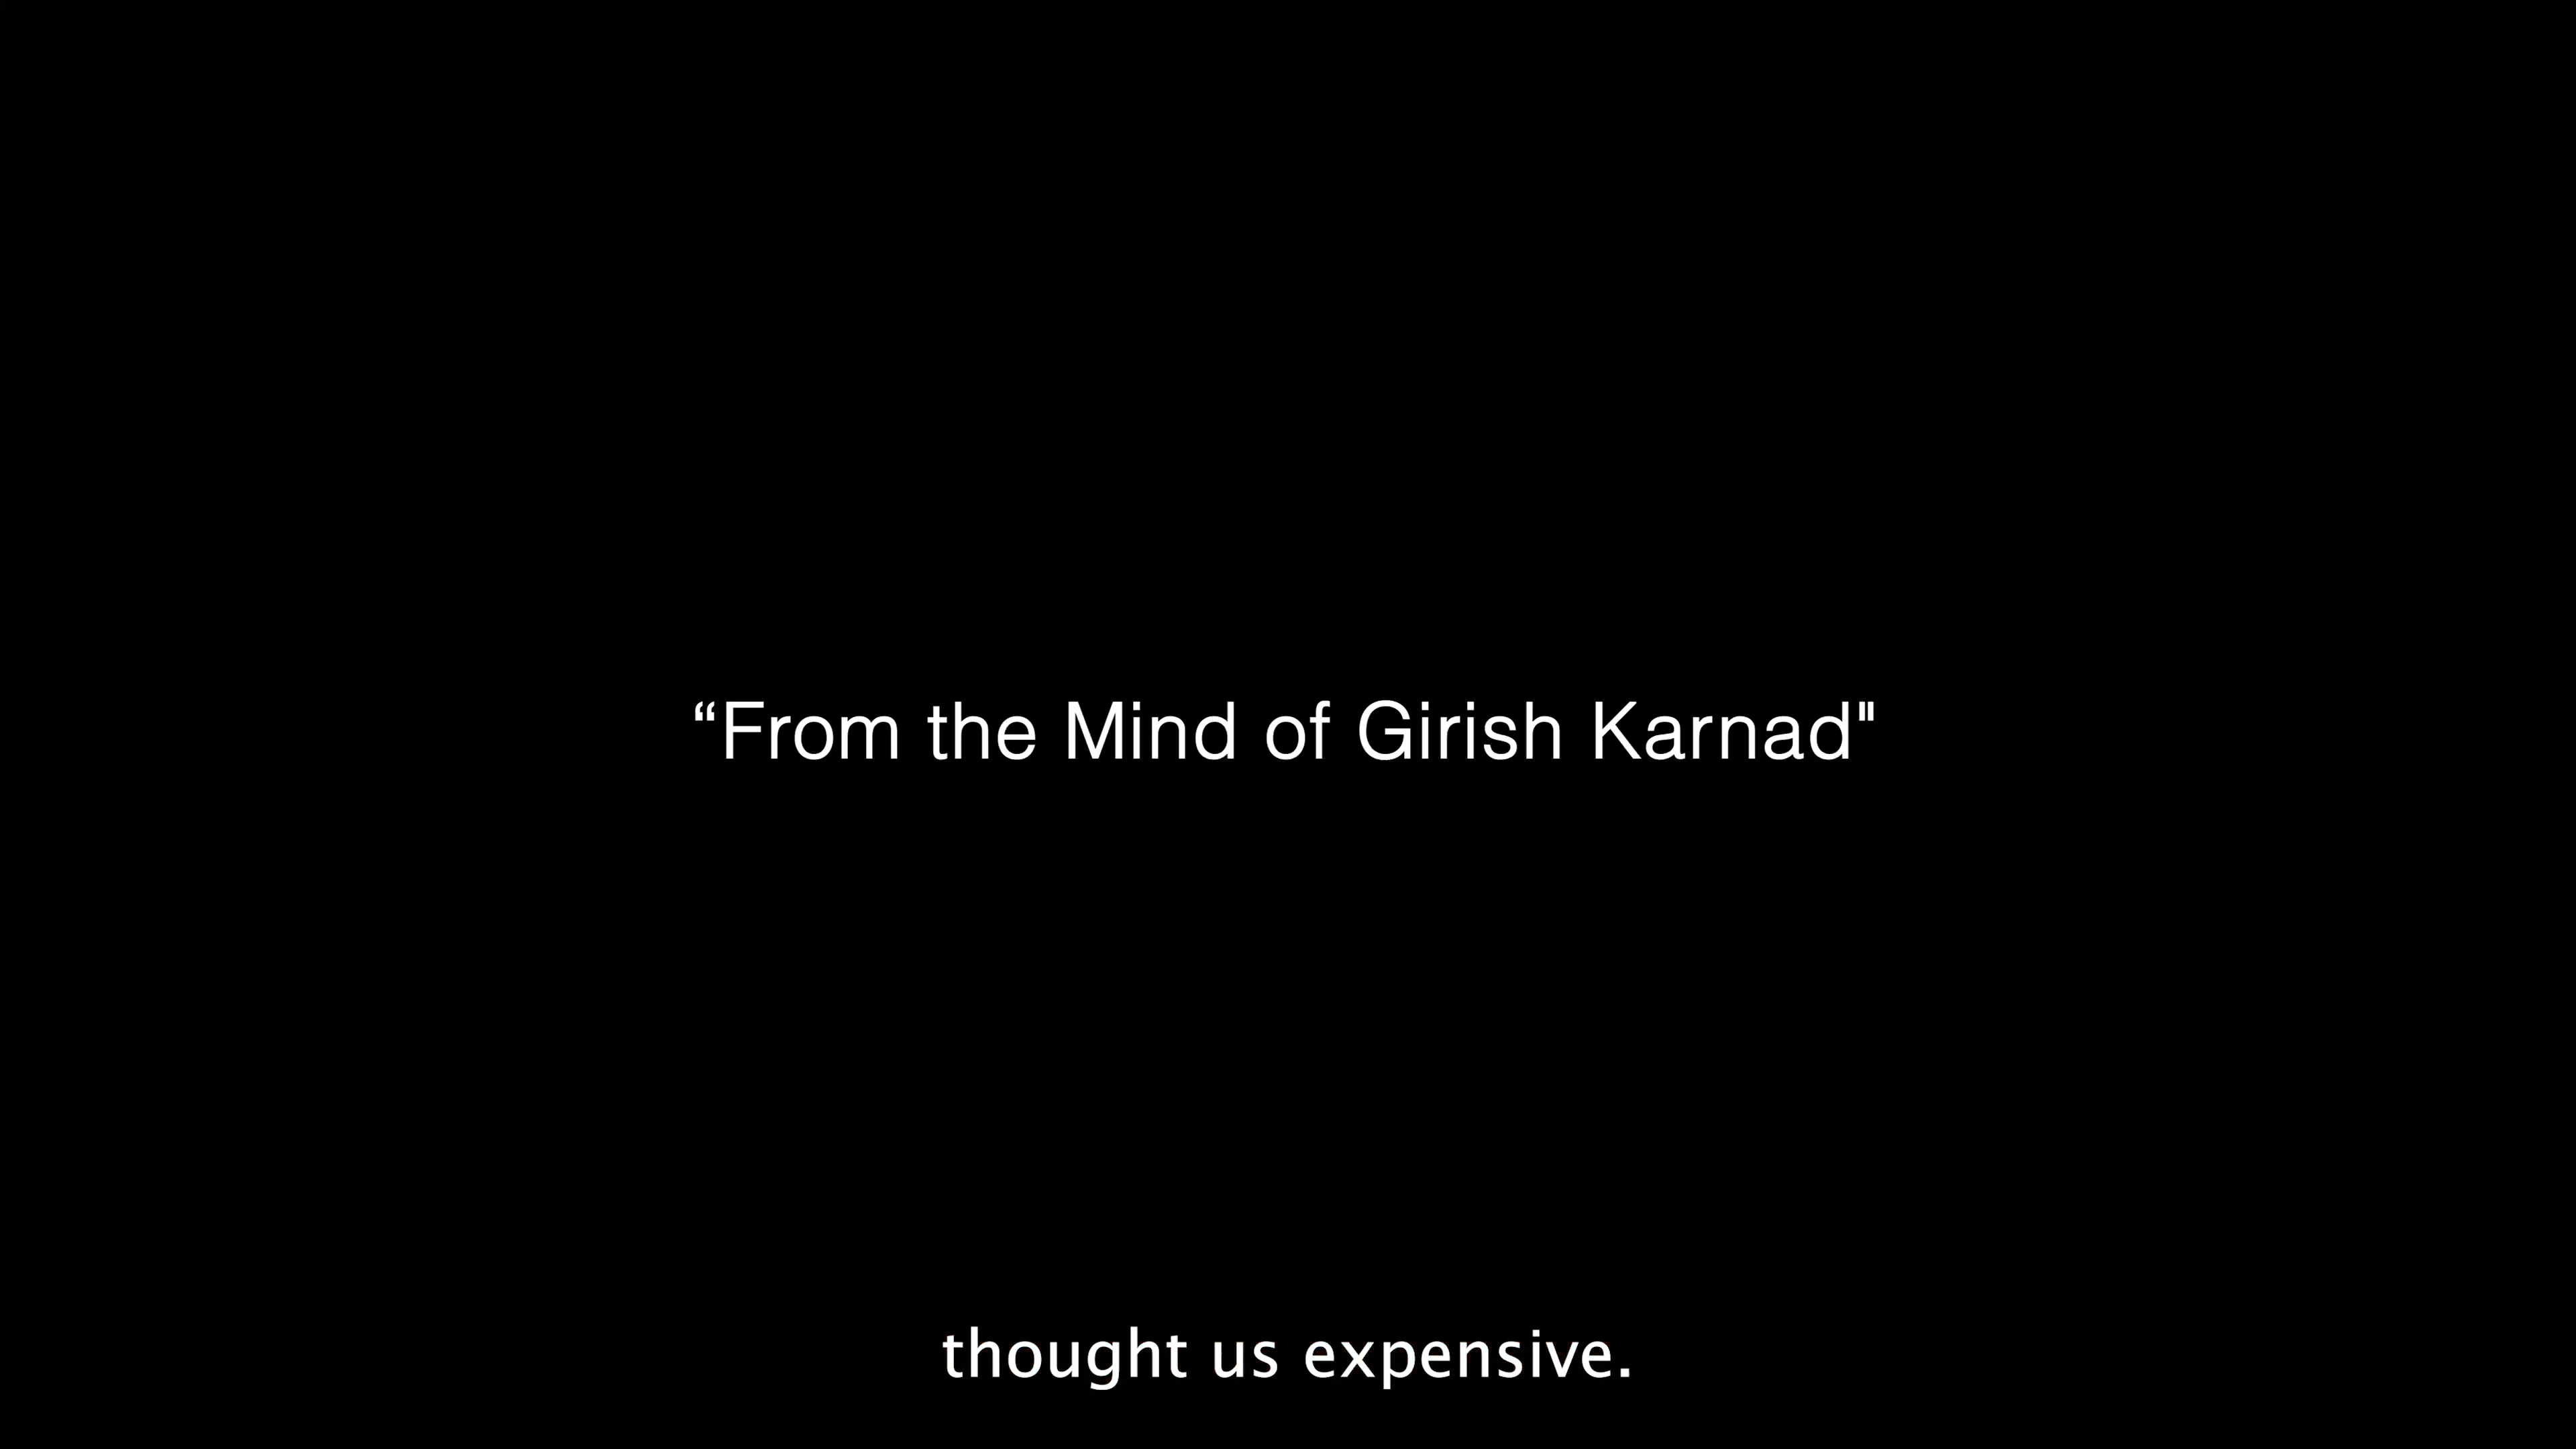 “From the Mind of Girish Karnad"
thought us expensive.